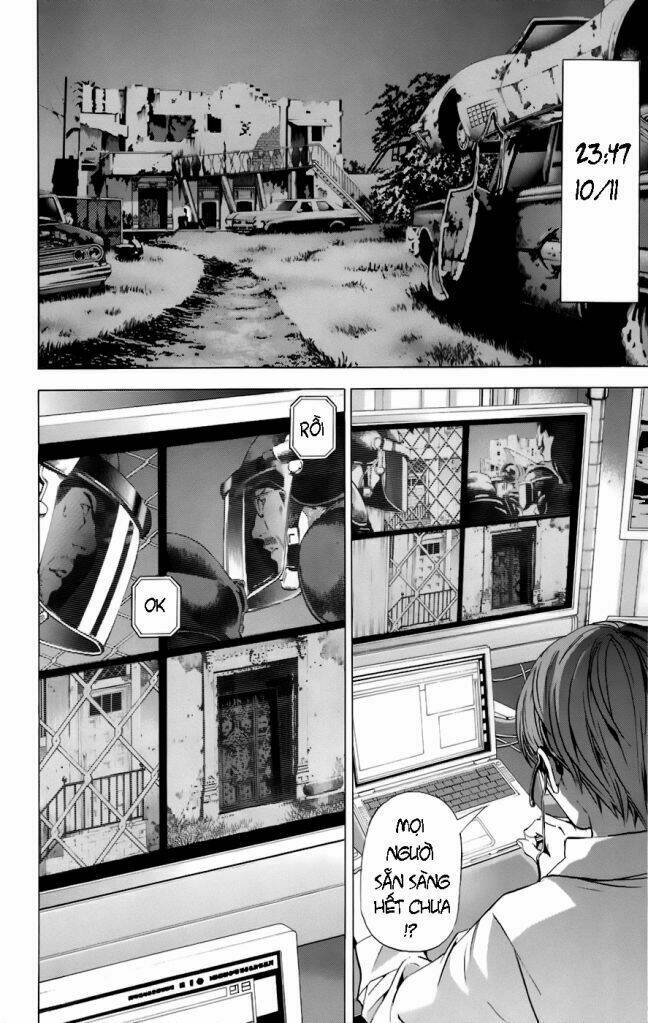 23:47
10/11
MỌI
NGƯỜI
SẴN SÀNG
HẾT CHƯA
!?
RỒI
OK